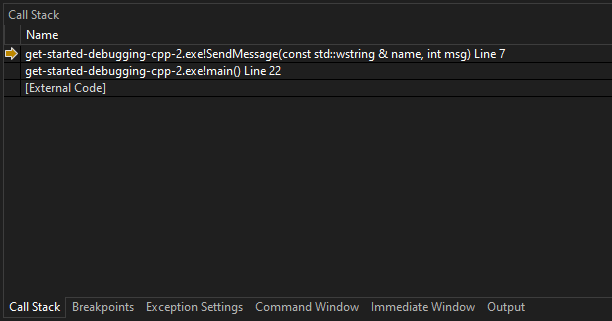 Call Stack
Name
get-started-debugging-cpp-2.exe!SendMessage(const std::wstring & name, int msg) Line 7
get-started-debugging-cpp-2.exe!main() Line 22
[External Code]
Call Stack Breakpoints Exception Settings Command Window Immediate Window Output